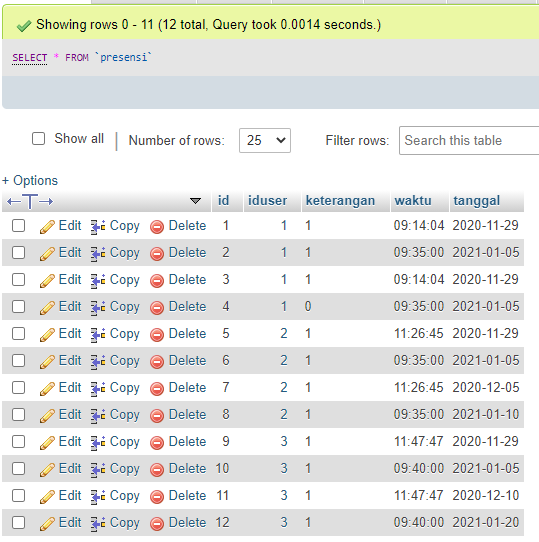 Showing rows 0 - 11 (12 total, Query took 0.0014 seconds.)
SELECT * FROM `presensi`
Show all | Number of rows: 25 Filter rows: Search this table
+ Options
id iduser keterangan waktu tanggal
Edit Copy Delete 1 1 1 09:14:04 2020-11-29
Edit Copy Delete 2 1 1 09:35:00 2021-01-05
Edit Copy Delete 3 1 1 09:14:04 2020-11-29
Edit Copy Delete 4 1 0 09:35:00 2021-01-05
Edit Copy Delete 5 2 1 11:26:45 2020-11-29
Edit Copy Delete 6 2 1 09:35:00 2021-01-05
Edit Copy Delete 7 2 1 11:26:45 2020-12-05
Edit Copy Delete 8 2 1 09:35:00 2021-01-10
Edit Copy Delete 9 3 1 11:47:47 2020-11-29
Edit Copy Delete 10 3 1 09:40:00 2021-01-05
Edit Copy Delete 11 3 1 11:47:47 2020-12-10
Edit Copy Delete 12 3 1 09:40:00 2021-01-20